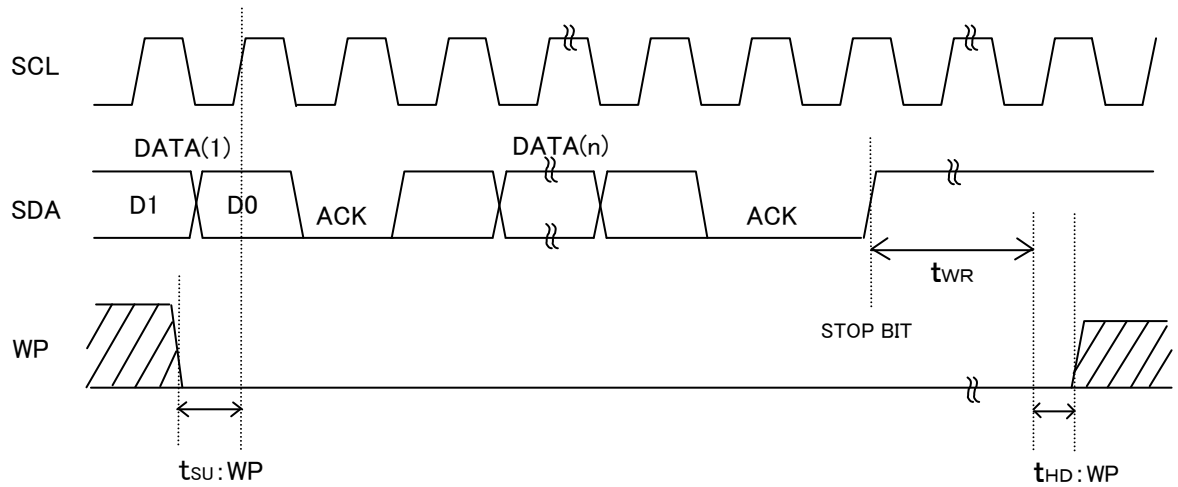 SCL
DATA(1)
DATA(n)
SDA
D1
D0
ACK
ACK
tWR
STOP BIT
WP
tSU:WP
tHD:WP